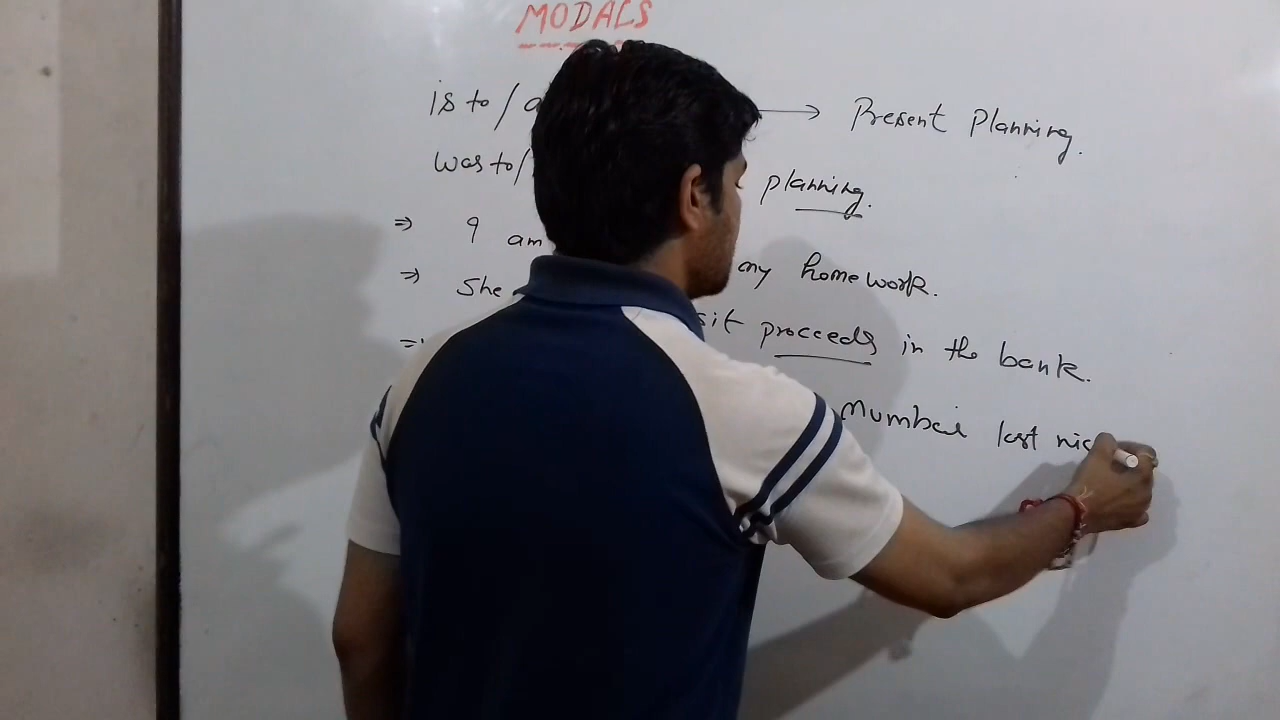 MODALS
is to / a → Present Planning.
was to / planning.
⇒ I am my homework.
⇒ She sit proceeds in the bank.
⇒ Mumbai last nig